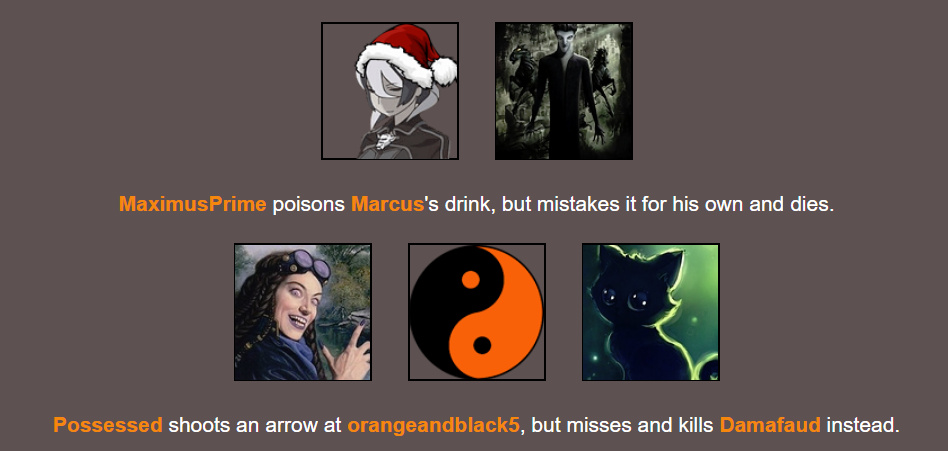 MaximusPrime poisons Marcus's drink, but mistakes it for his own and dies.
Possessed shoots an arrow at orangeandblack5, but misses and kills Damafaud instead.